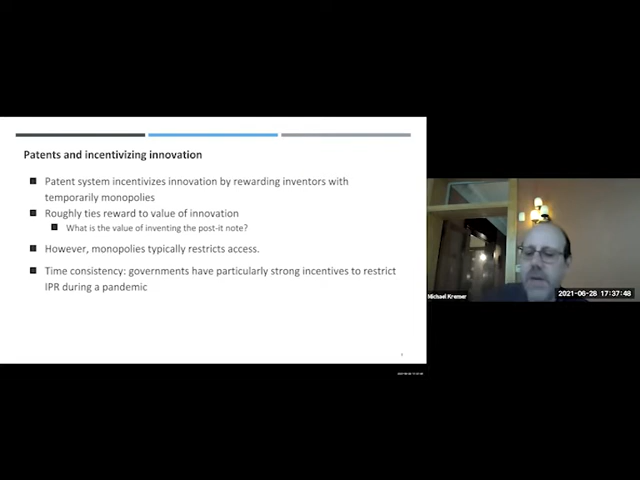 Patents and incentivizing innovation
Patent system incentivizes innovation by rewarding inventors with
temporarily monopolies
Roughly ties reward to value of innovation
What is the value of inventing the post-it note?
However, monopolies typically restricts access.
Time consistency: governments have particularly strong incentives to restrict
IPR during a pandemic
Michael Kremer
2021-06-28 17:37:48